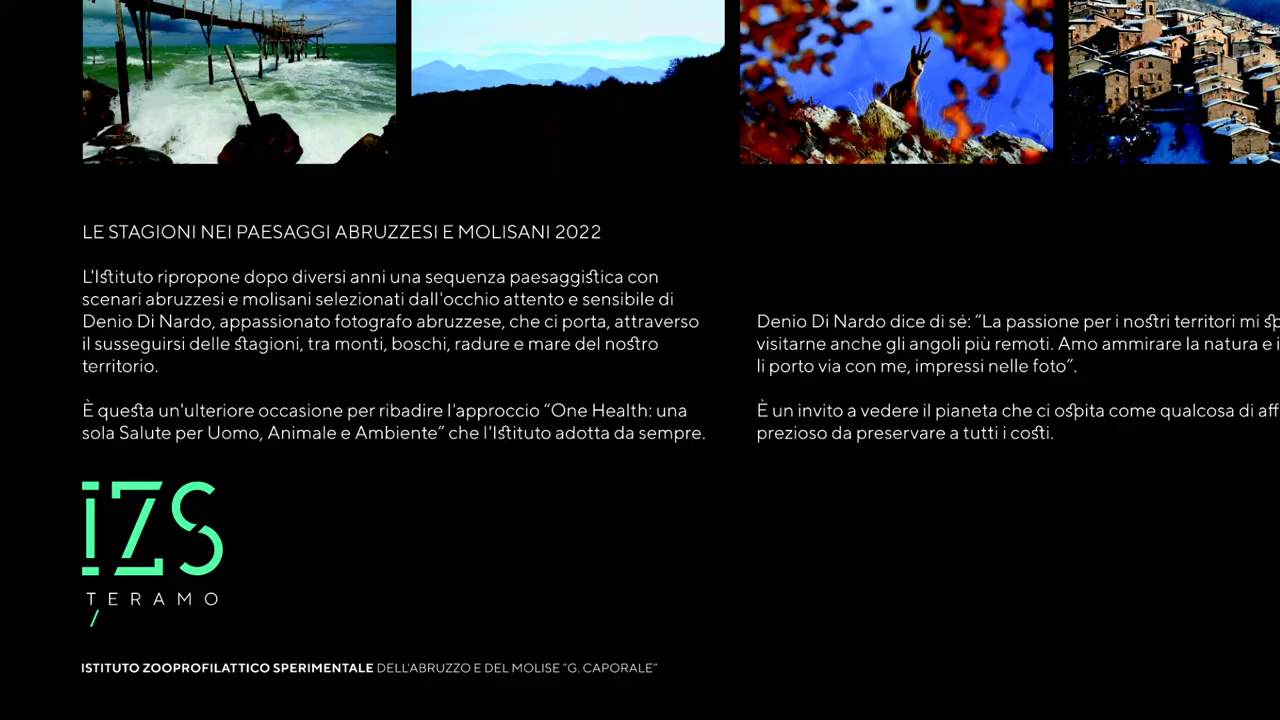 LE STAGIONI NEI PAESAGGI ABRUZZESI E MOLISANI 2022
L'Istituto ripropone dopo diversi anni una sequenza paesaggistica con
scenari abruzzesi e molisani selezionati dall'occhio attento e sensibile di
Denio Di Nardo, appassionato fotografo abruzzese, che ci porta, attraverso
il susseguirsi delle stagioni, tra monti, boschi, radure e mare del nostro
territorio.
È questa un'ulteriore occasione per ribadire l'approccio “One Health: una
sola Salute per Uomo, Animale e Ambiente” che l'Istituto adotta da sempre.
Denio Di Nardo dice di sé: “La passione per i nostri territori mi
visitarne anche gli angoli più remoti. Amo ammirare la natura e
li porto via con me, impressi nelle foto”.
È un invito a vedere il pianeta che ci ospita come qualcosa di
prezioso da preservare a tutti i costi.
iZS
TERAMO
ISTITUTO ZOOPROFILATTICO SPERIMENTALE DELL'ABRUZZO E DEL MOLISE “G. CAPORALE”